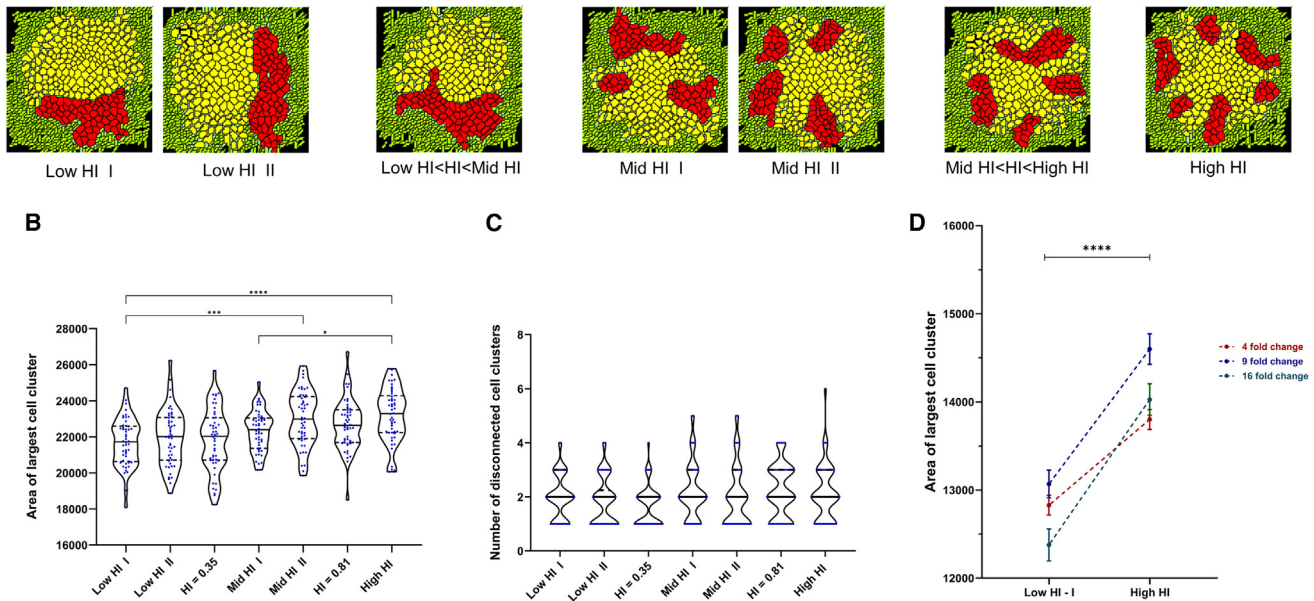 Low HI  I
Low HI  II
Low HI<HI<Mid HI
Mid HI  I
Mid HI  II
Mid HI<HI<High HI
High HI
B
****
***
*
28000
26000
24000
22000
20000
18000
16000
Area of largest cell cluster
Low HI  I
Low HI  II
HI = 0.35
Mid HI  I
Mid HI  II
HI = 0.81
High HI
C
8
6
4
2
0
Number of disconnected cell clusters
Low HI  I
Low HI  II
HI = 0.35
Mid HI  I
Mid HI  II
HI = 0.81
High HI
D
****
16000
15000
14000
13000
12000
Area of largest cell cluster
Low HI - I
High HI
4 fold change
9 fold change
16 fold change